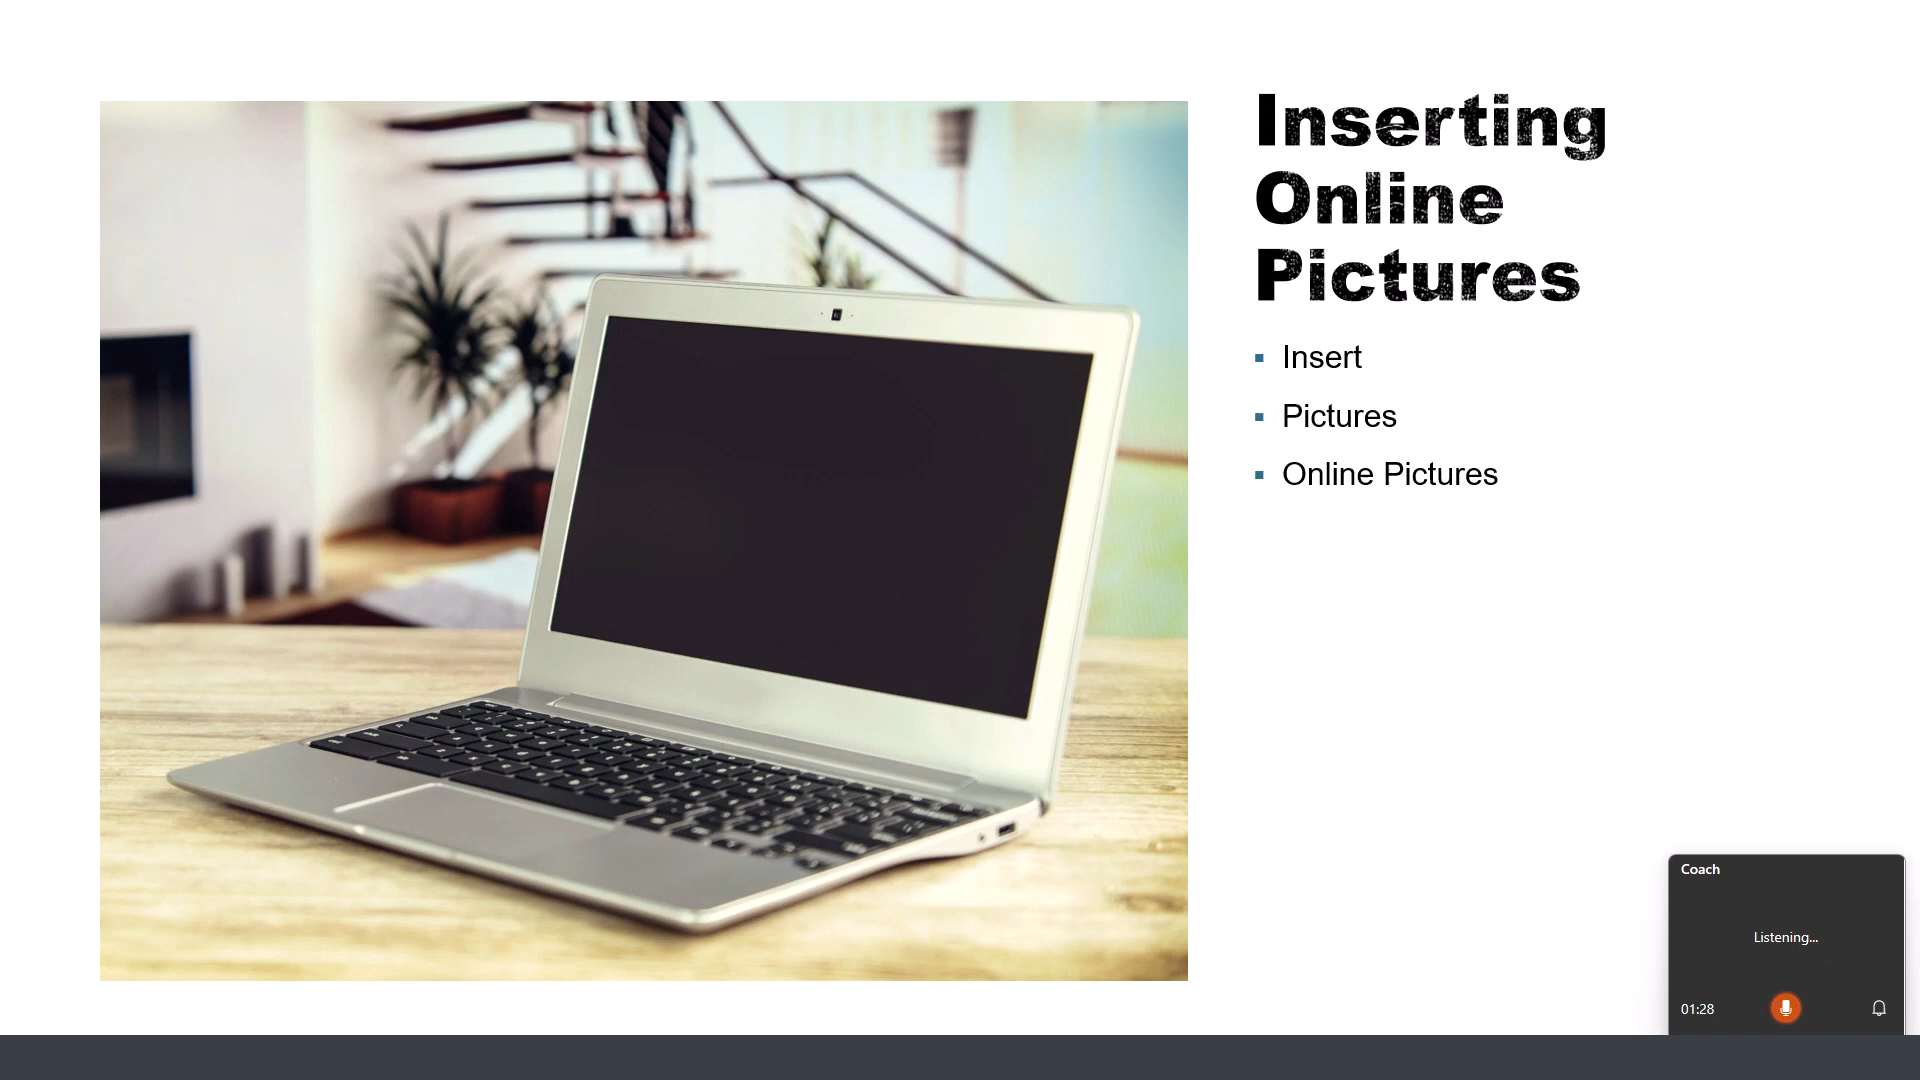 Inserting
Online
Pictures
Insert
Pictures
Online Pictures
Coach
Listening...
01:28